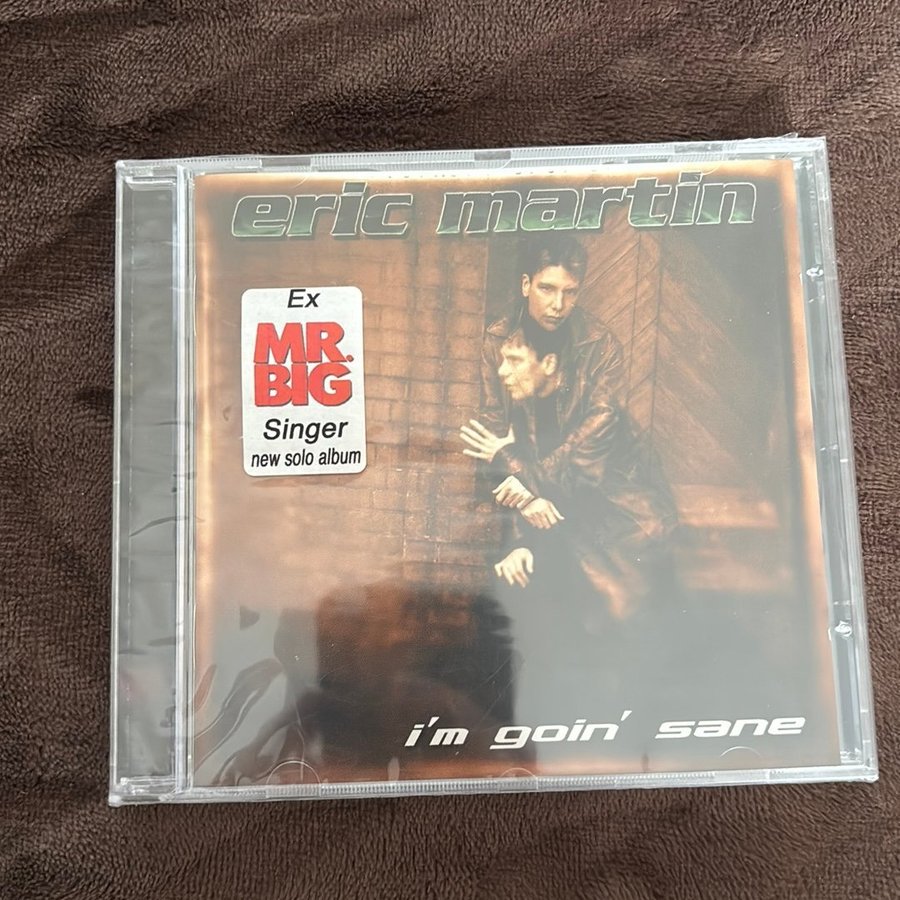 eric martin
Ex
MR.
BIG
Singer
new solo album
i'm goin' sane